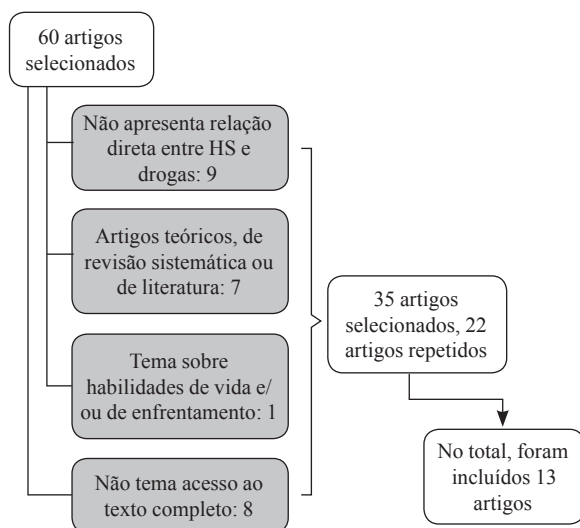 60 artigos
selecionados
Não apresenta relação
direta entre HS e
drogas: 9
Artigos teóricos, de
revisão sistemática ou
de literatura: 7
Tema sobre
habilidades de vida e/
ou de enfrentamento: 1
Não tema acesso ao
texto completo: 8
35 artigos
selecionados, 22
artigos repetidos
No total, foram
incluídos 13
artigos